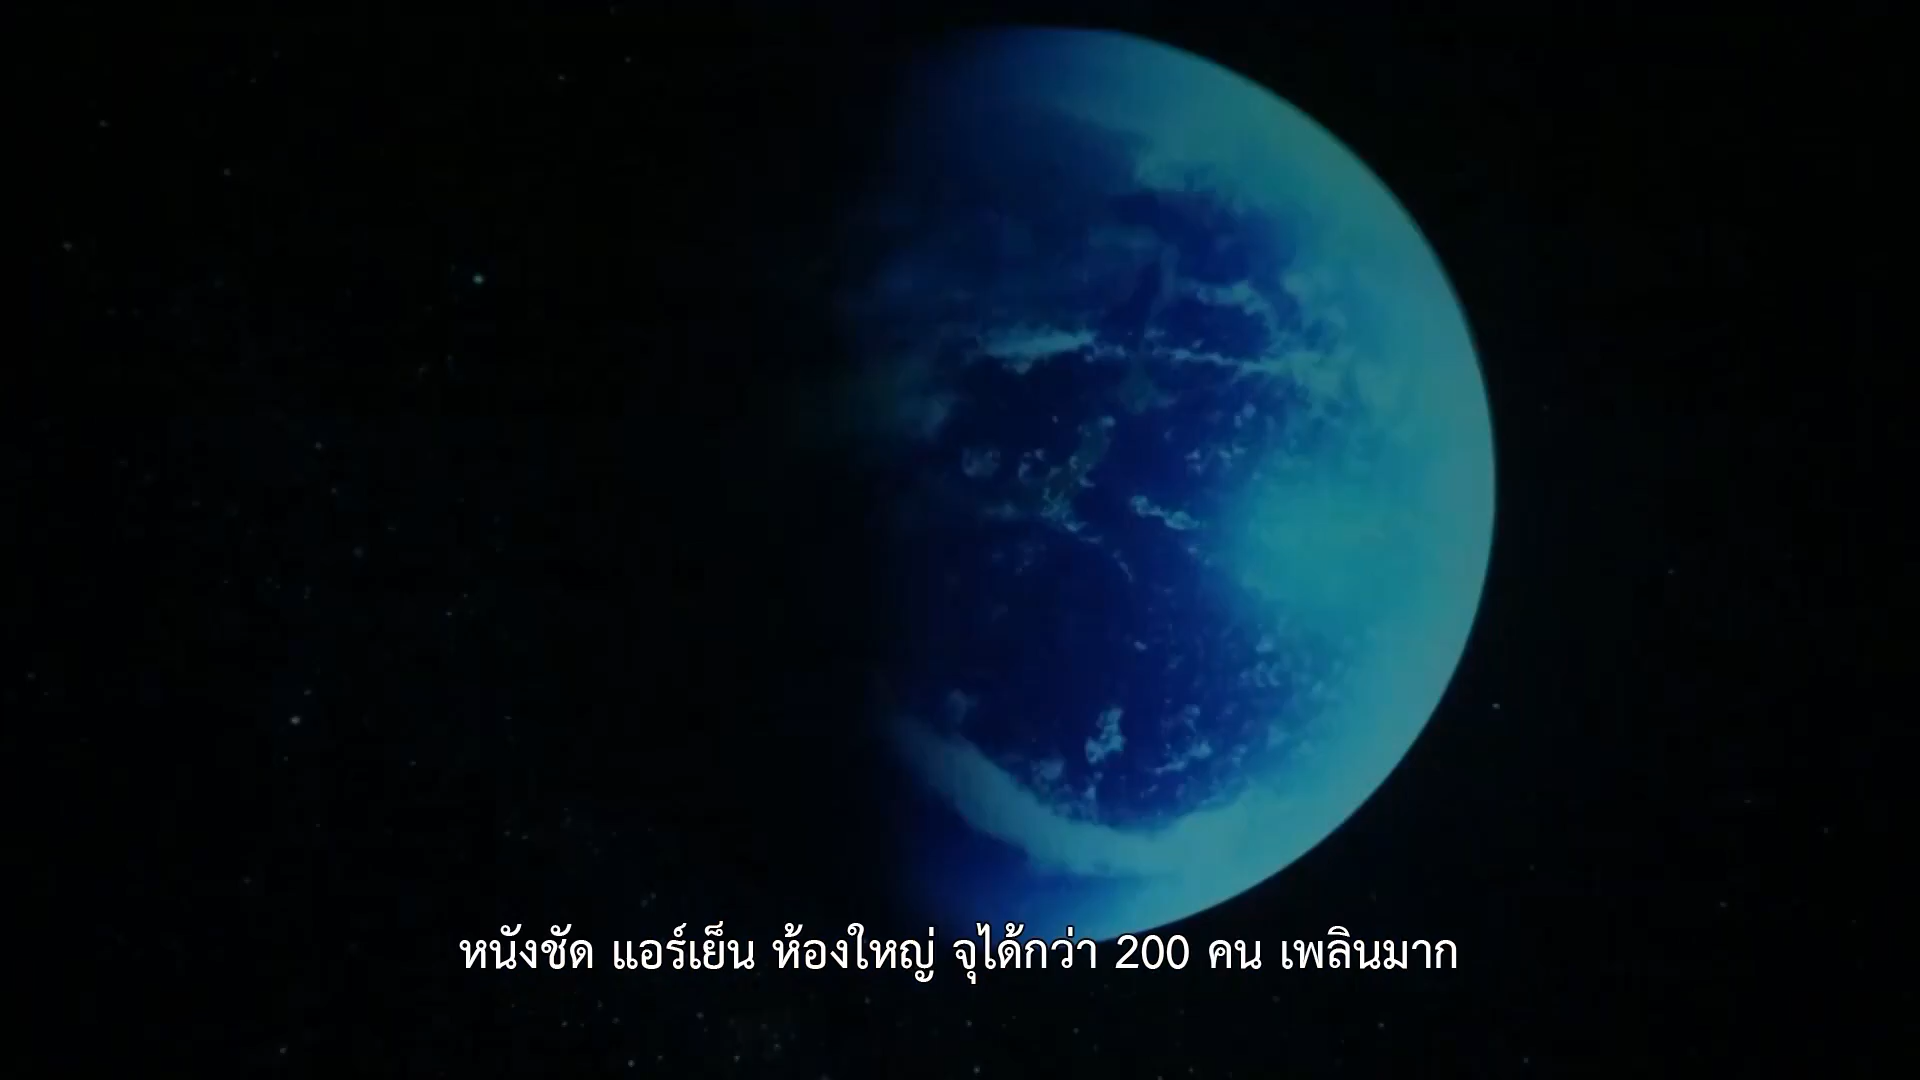 หนังชัด แอร์เย็น ห้องใหญ่ จุได้กว่า 200 คน เพลินมาก